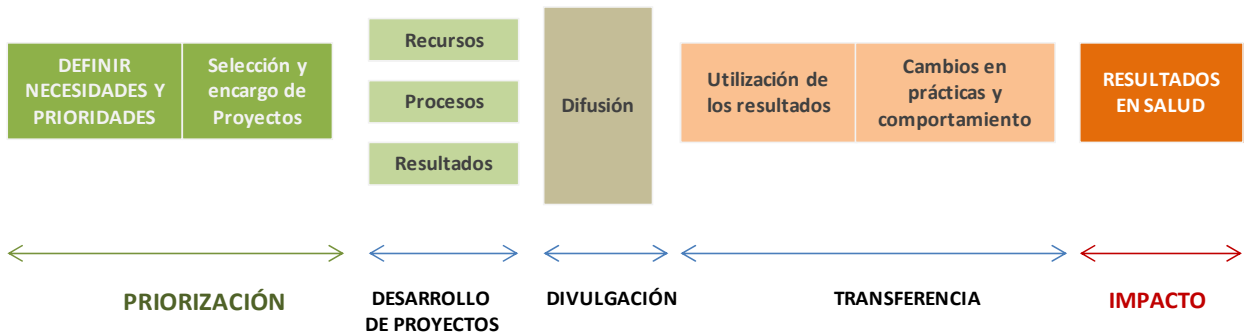 DEFINIR
NECESIDADES Y
PRIORIDADES
Selección y
encargo de
Proyectos
Recursos
Procesos
Resultados
Difusión
Utilización de
los resultados
Cambios en
prácticas y
comportamiento
RESULTADOS
EN SALUD
PRIORIZACIÓN
DESARROLLO
DE PROYECTOS
DIVULGACIÓN
TRANSFERENCIA
IMPACTO